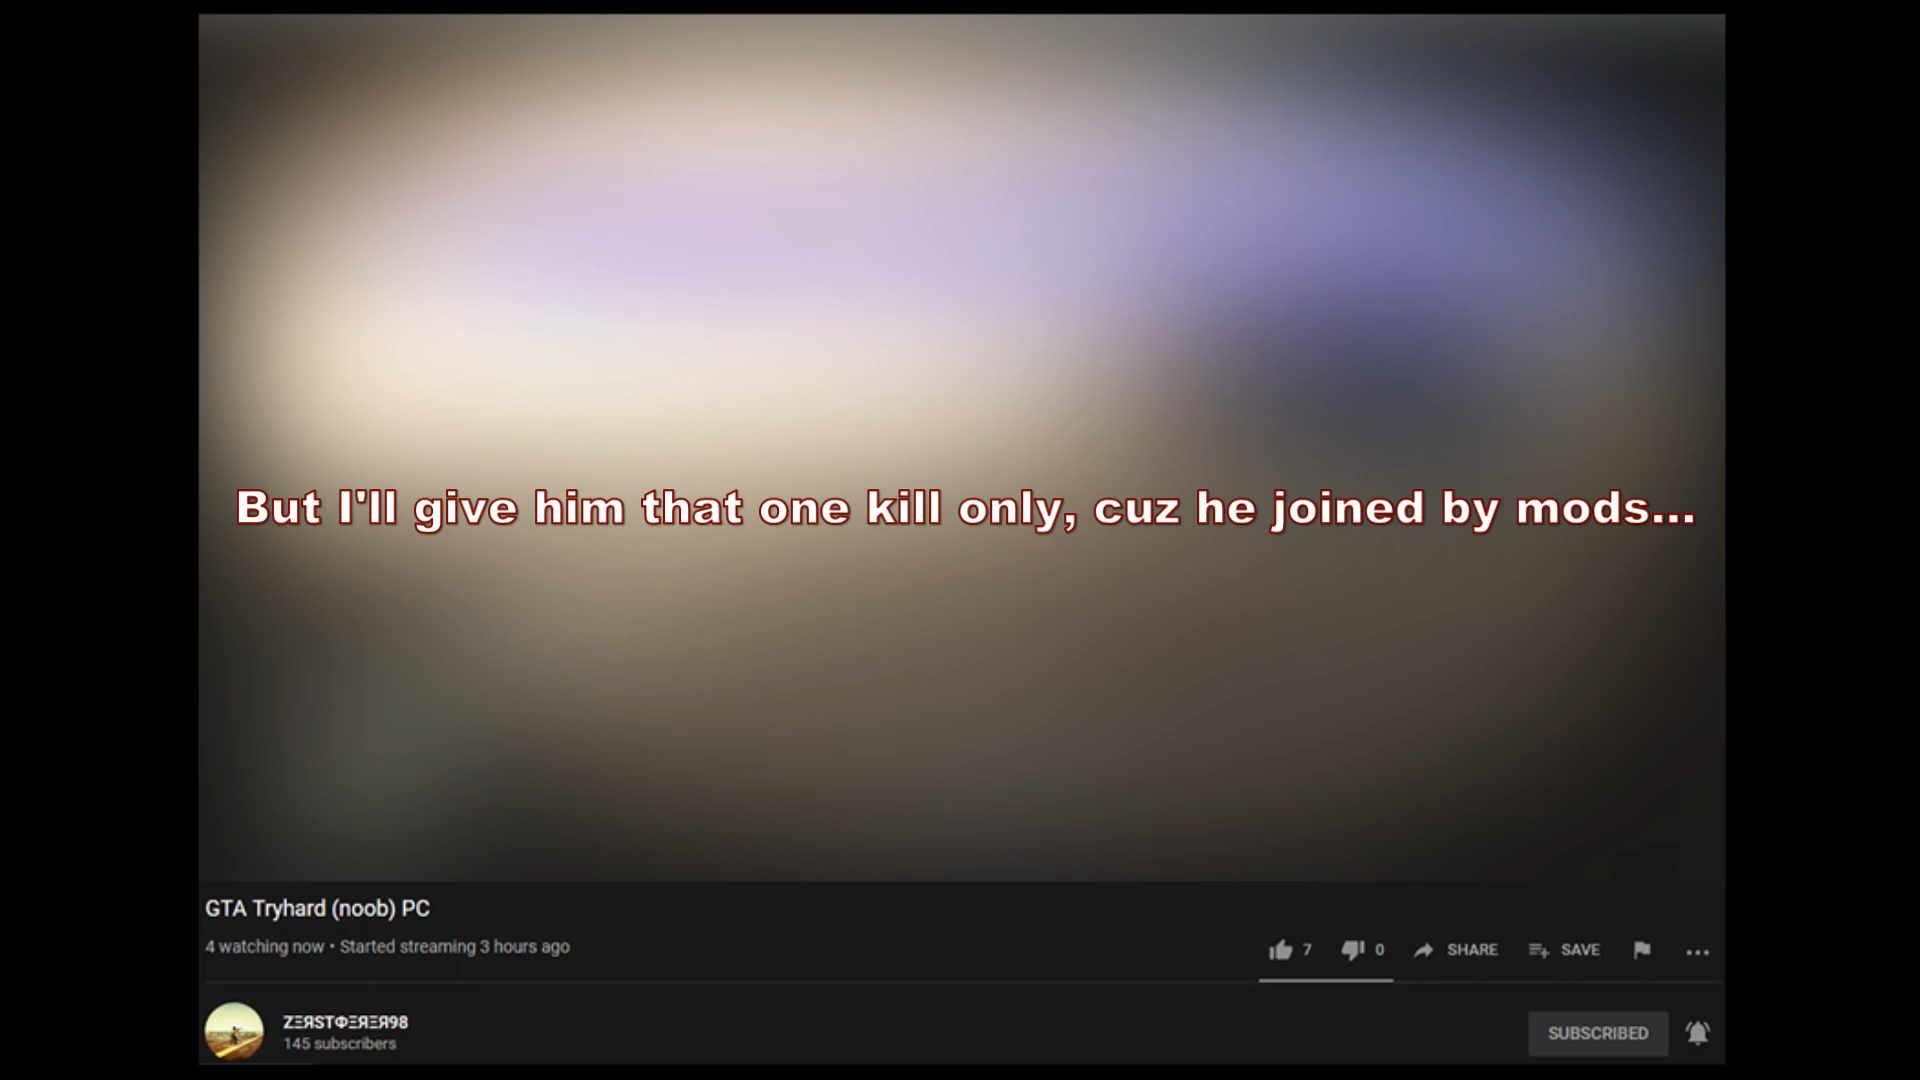 But I'll give him that one kill only, cuz he joined by mods...
GTA Tryhard (noob) PC
4 watching now • Started streaming 3 hours ago
7 0 SHARE SAVE
ZΞЯSTΦΞЯΞЯ98
145 subscribers
SUBSCRIBED